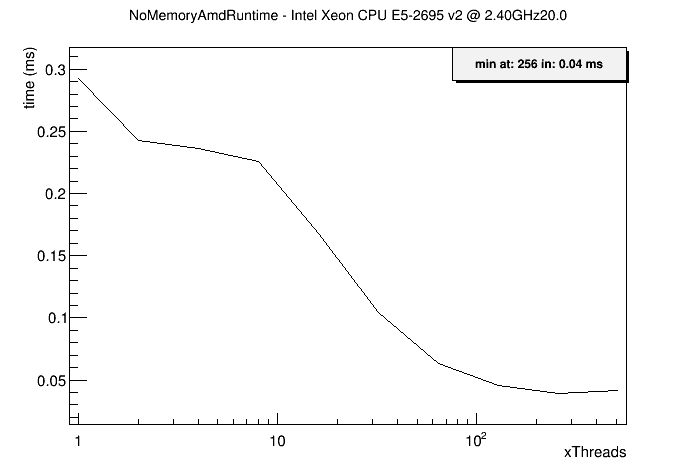 NoMemoryAmdRuntime - Intel Xeon CPU E5-2695 v2 @ 2.40GHz20.0
time (ms)
min at: 256 in: 0.04 ms
0.3
0.25
0.2
0.15
0.1
0.05
1 10 10²
xThreads